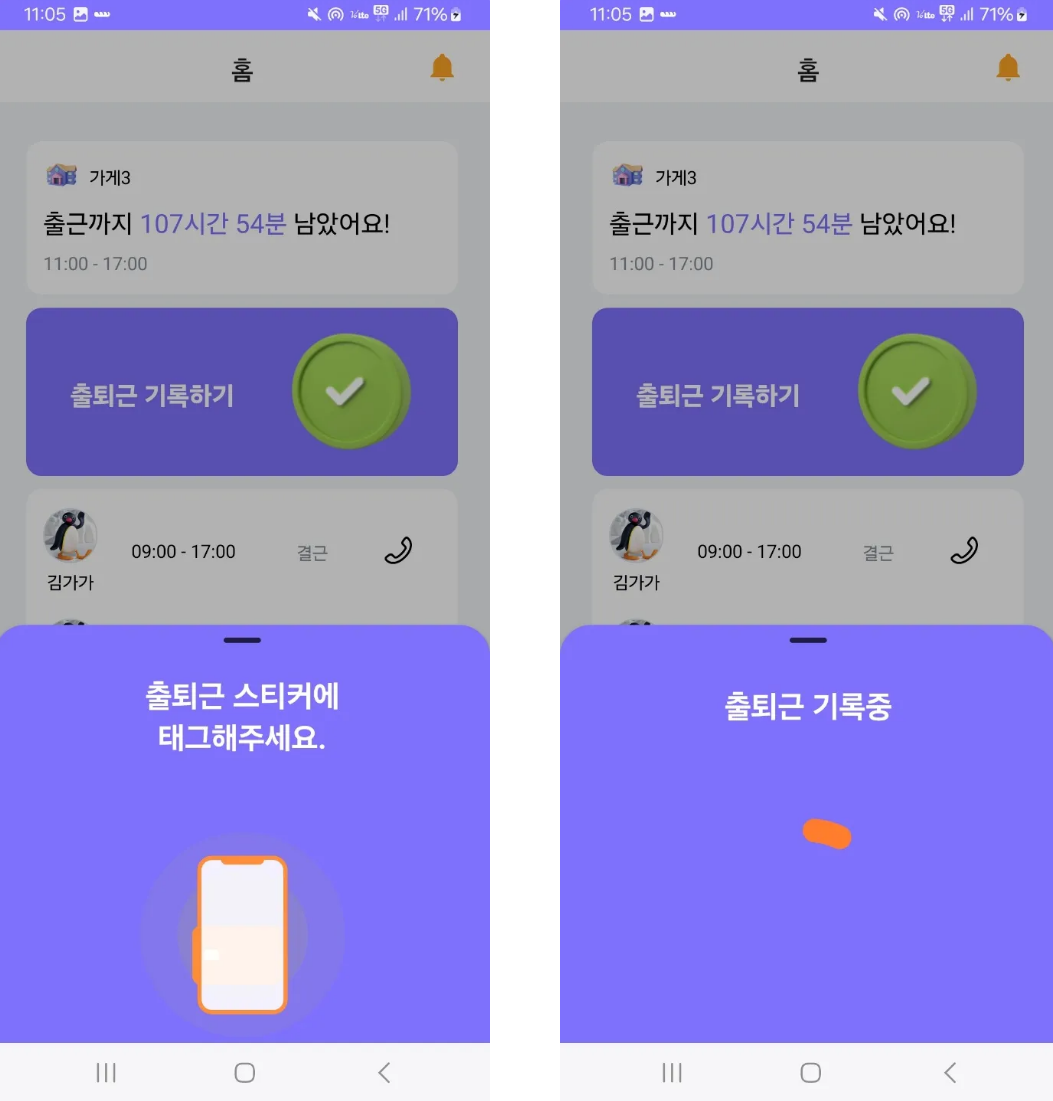 11:05
71%
홈
가게3
출근까지 107시간 54분 남았어요!
11:00 - 17:00
출퇴근 기록하기
09:00 - 17:00
결근
김가가
출퇴근 스티커에
태그해주세요.
11:05
71%
홈
가게3
출근까지 107시간 54분 남았어요!
11:00 - 17:00
출퇴근 기록하기
09:00 - 17:00
결근
김가가
출퇴근 기록중